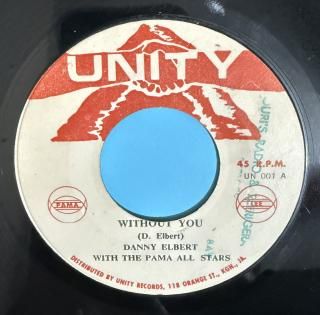 UNITY
45 R.P.M.
UN 001 A
PAMA
LEE
WITHOUT YOU
(D. Elbert)
DANNY ELBERT
WITH THE PAMA ALL STARS
DISTRIBUTED BY UNITY RECORDS, 118 ORANGE ST., KGN., JA.